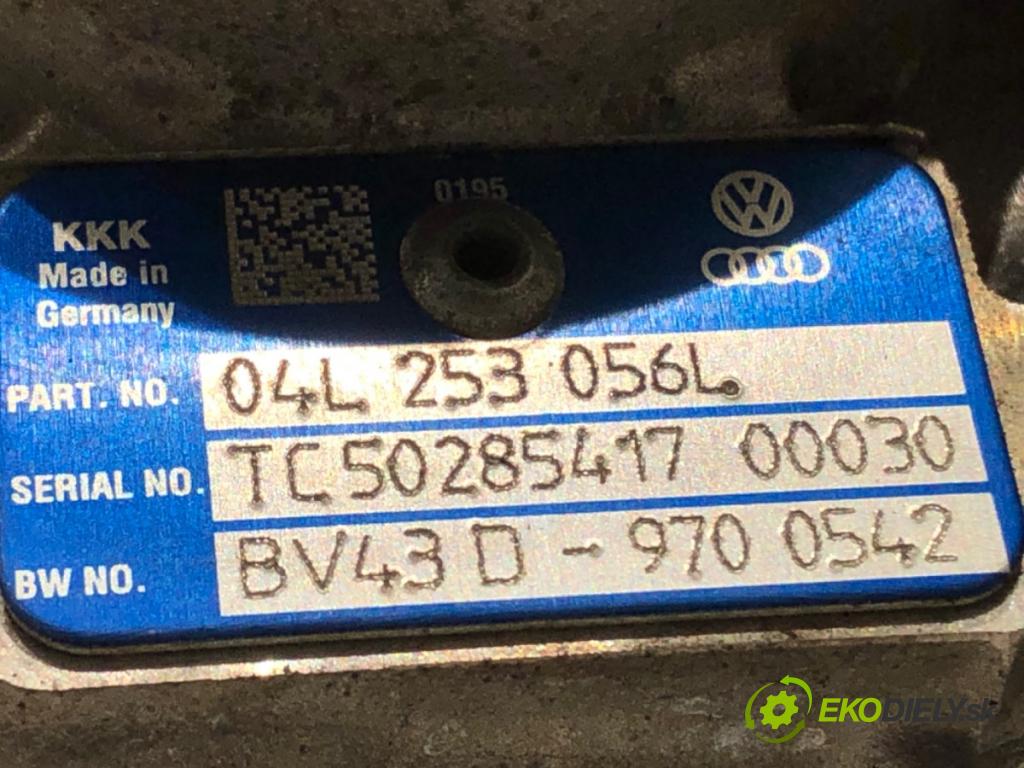 0195
KKK
Made in
Germany
PART. NO. 04L 253 056L
SERIAL NO. TC50285417 00030
BW NO. BV43D - 970 0542
EKODIELY.sk